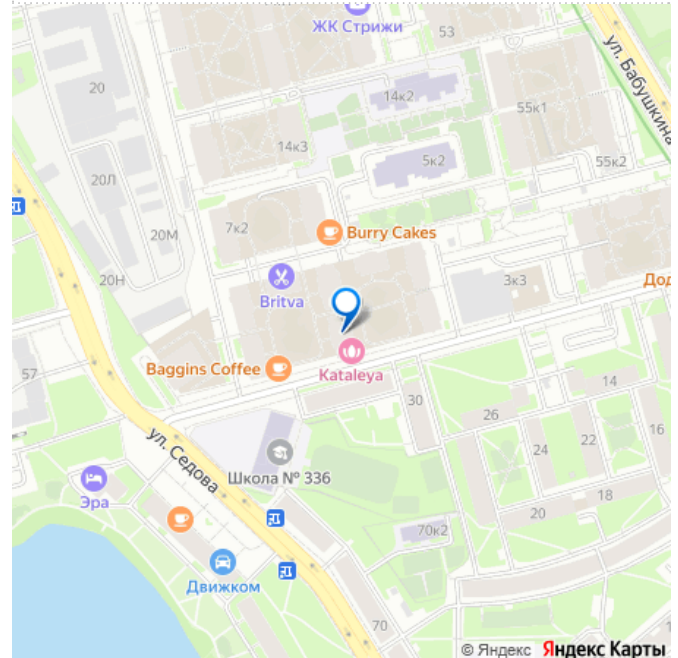 ЖК Стрижи
53
ул. Бабушкина
20
14к2
55к1
14к3
5к2
55к2
20Л
7к2
20М
Burry Cakes
20Н
Britva
3к3
Дод
Baggins Coffee
Kataleya
57
14
30
26
16
ул. Седова
24
22
Школа № 336
Эра
18
20
70к2
Движком
70
© Яндекс Яндекс Карты